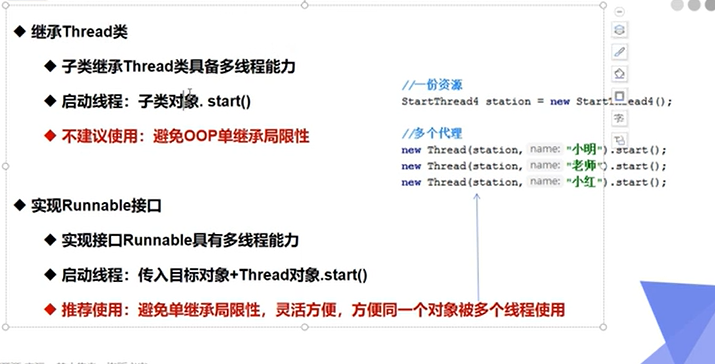 继承Thread类
子类继承Thread类具备多线程能力
启动线程：子类对象. start()
不建议使用：避免OOP单继承局限性
//一份资源
StartThread4 station = new StartThread4();
//多个代理
new Thread(station, name: "小明").start();
new Thread(station, name: "老师").start();
new Thread(station, name: "小红").start();
实现Runnable接口
实现接口Runnable具有多线程能力
启动线程：传入目标对象+Thread对象.start()
推荐使用：避免单继承局限性，灵活方便，方便同一个对象被多个线程使用